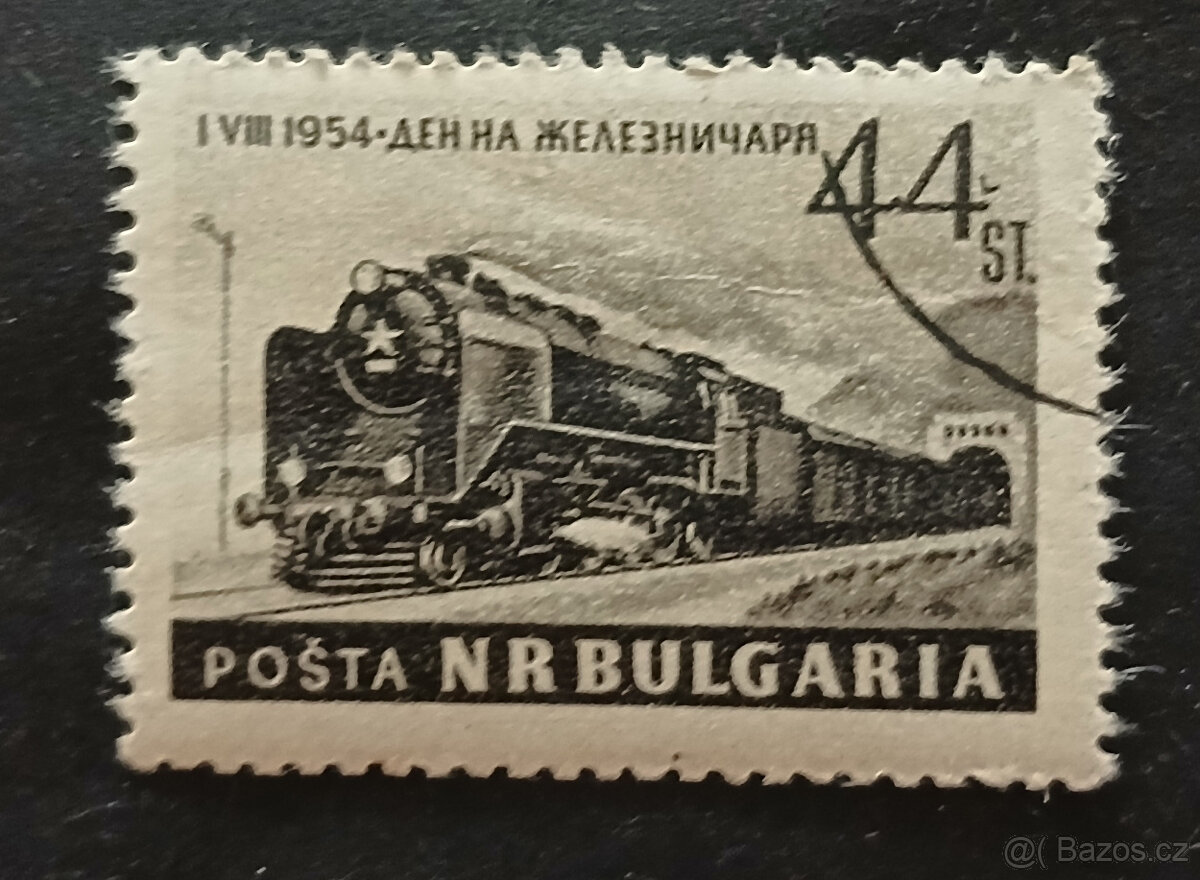 I VIII 1954·ДЕН НА ЖЕЛЕЗНИЧАРЯ
44
ST.
POŠTA NR BULGARIA
@( Bazos.cz